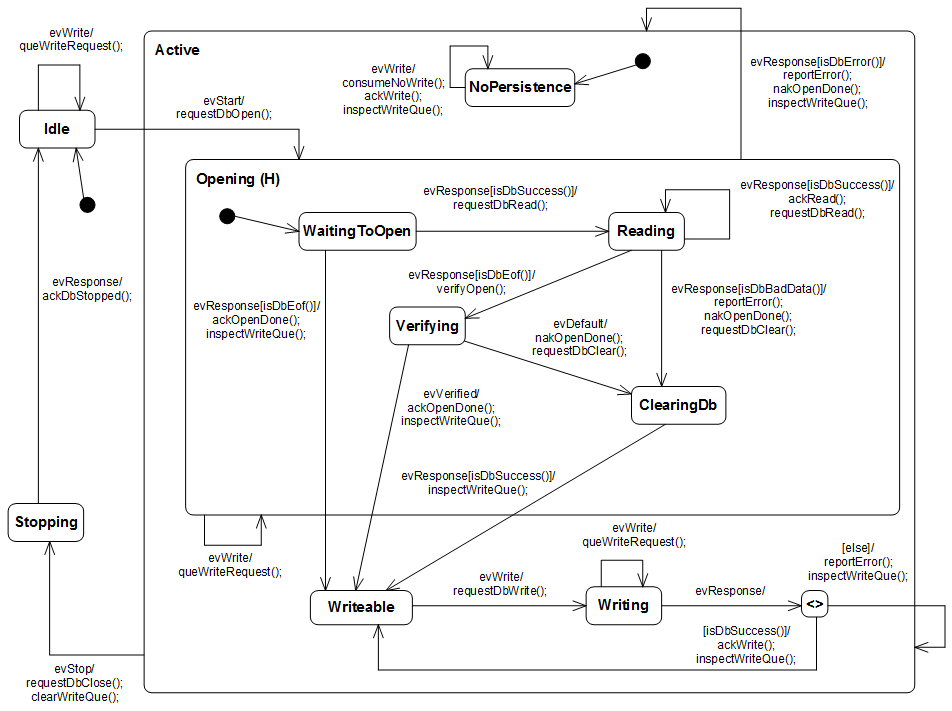 evWrite/
queWriteRequest();
Active
evWrite/
consumeNoWrite();
ackWrite();
inspectWriteQue();
NoPersistence
evResponse[isDbError()]/
reportError();
nakOpenDone();
inspectWriteQue();
Idle
evStart/
requestDbOpen();
Opening (H)
evResponse[isDbSuccess()]/
requestDbRead();
evResponse[isDbSuccess()]/
ackRead();
requestDbRead();
WaitingToOpen
Reading
evResponse/
ackDbStopped();
evResponse[isDbEof()]/
ackOpenDone();
inspectWriteQue();
evResponse[isDbEof()]/
verifyOpen();
evResponse[isDbBadData()]/
reportError();
nakOpenDone();
requestDbClear();
Verifying
evDefault/
nakOpenDone();
requestDbClear();
evVerified/
ackOpenDone();
inspectWriteQue();
ClearingDb
evResponse[isDbSuccess()]/
inspectWriteQue();
Stopping
evWrite/
queWriteRequest();
evWrite/
queWriteRequest();
[else]/
reportError();
inspectWriteQue();
Writeable
evWrite/
requestDbWrite();
Writing
evResponse/
<>
[isDbSuccess()]/
ackWrite();
inspectWriteQue();
evStop/
requestDbClose();
clearWriteQue();